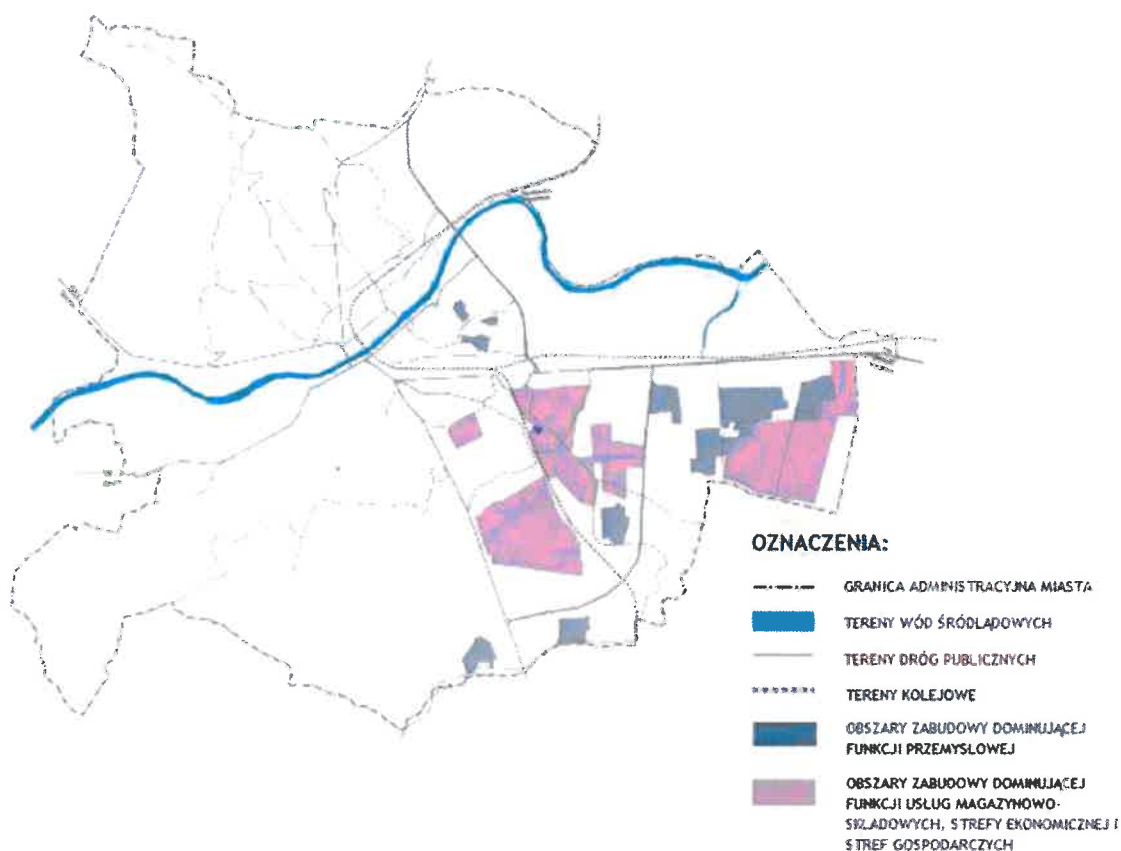 OZNACZENIA:
GRANICA ADMINISTRACYJNA MIASTA
TERENY WÓD ŚRÓDLĄDOWYCH
TERENY DRÓG PUBLICZNYCH
TERENY KOLEJOWE
OBSZARY ZABUDOWY DOMINUJĄCEJ
FUNKCJI PRZEMYSŁOWEJ
OBSZARY ZABUDOWY DOMINUJĄCEJ
FUNKCJI USŁUG MAGAZYNOWO-
SKŁADOWYCH, STREFY EKONOMICZNEJ I
STREF GOSPODARCZYCH